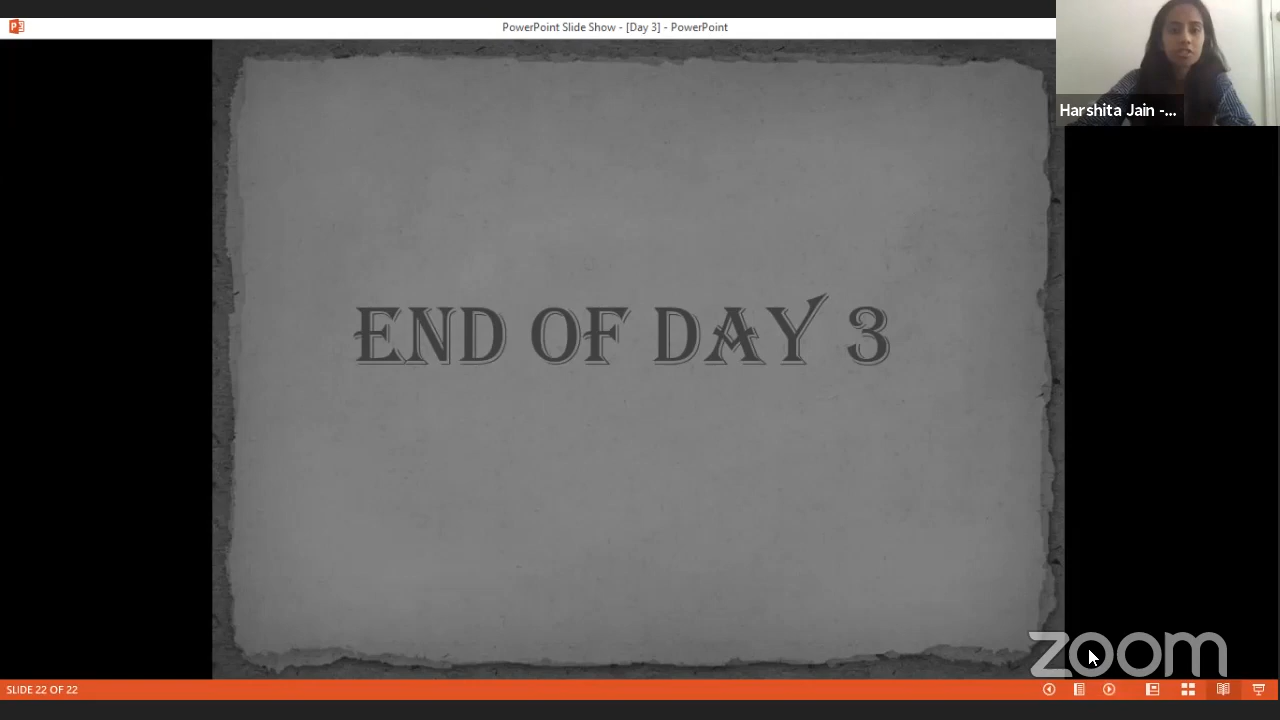 PowerPoint Slide Show - [Day 3] - PowerPoint
Harshita Jain -...
END OF DAY 3
zoom
SLIDE 22 OF 22